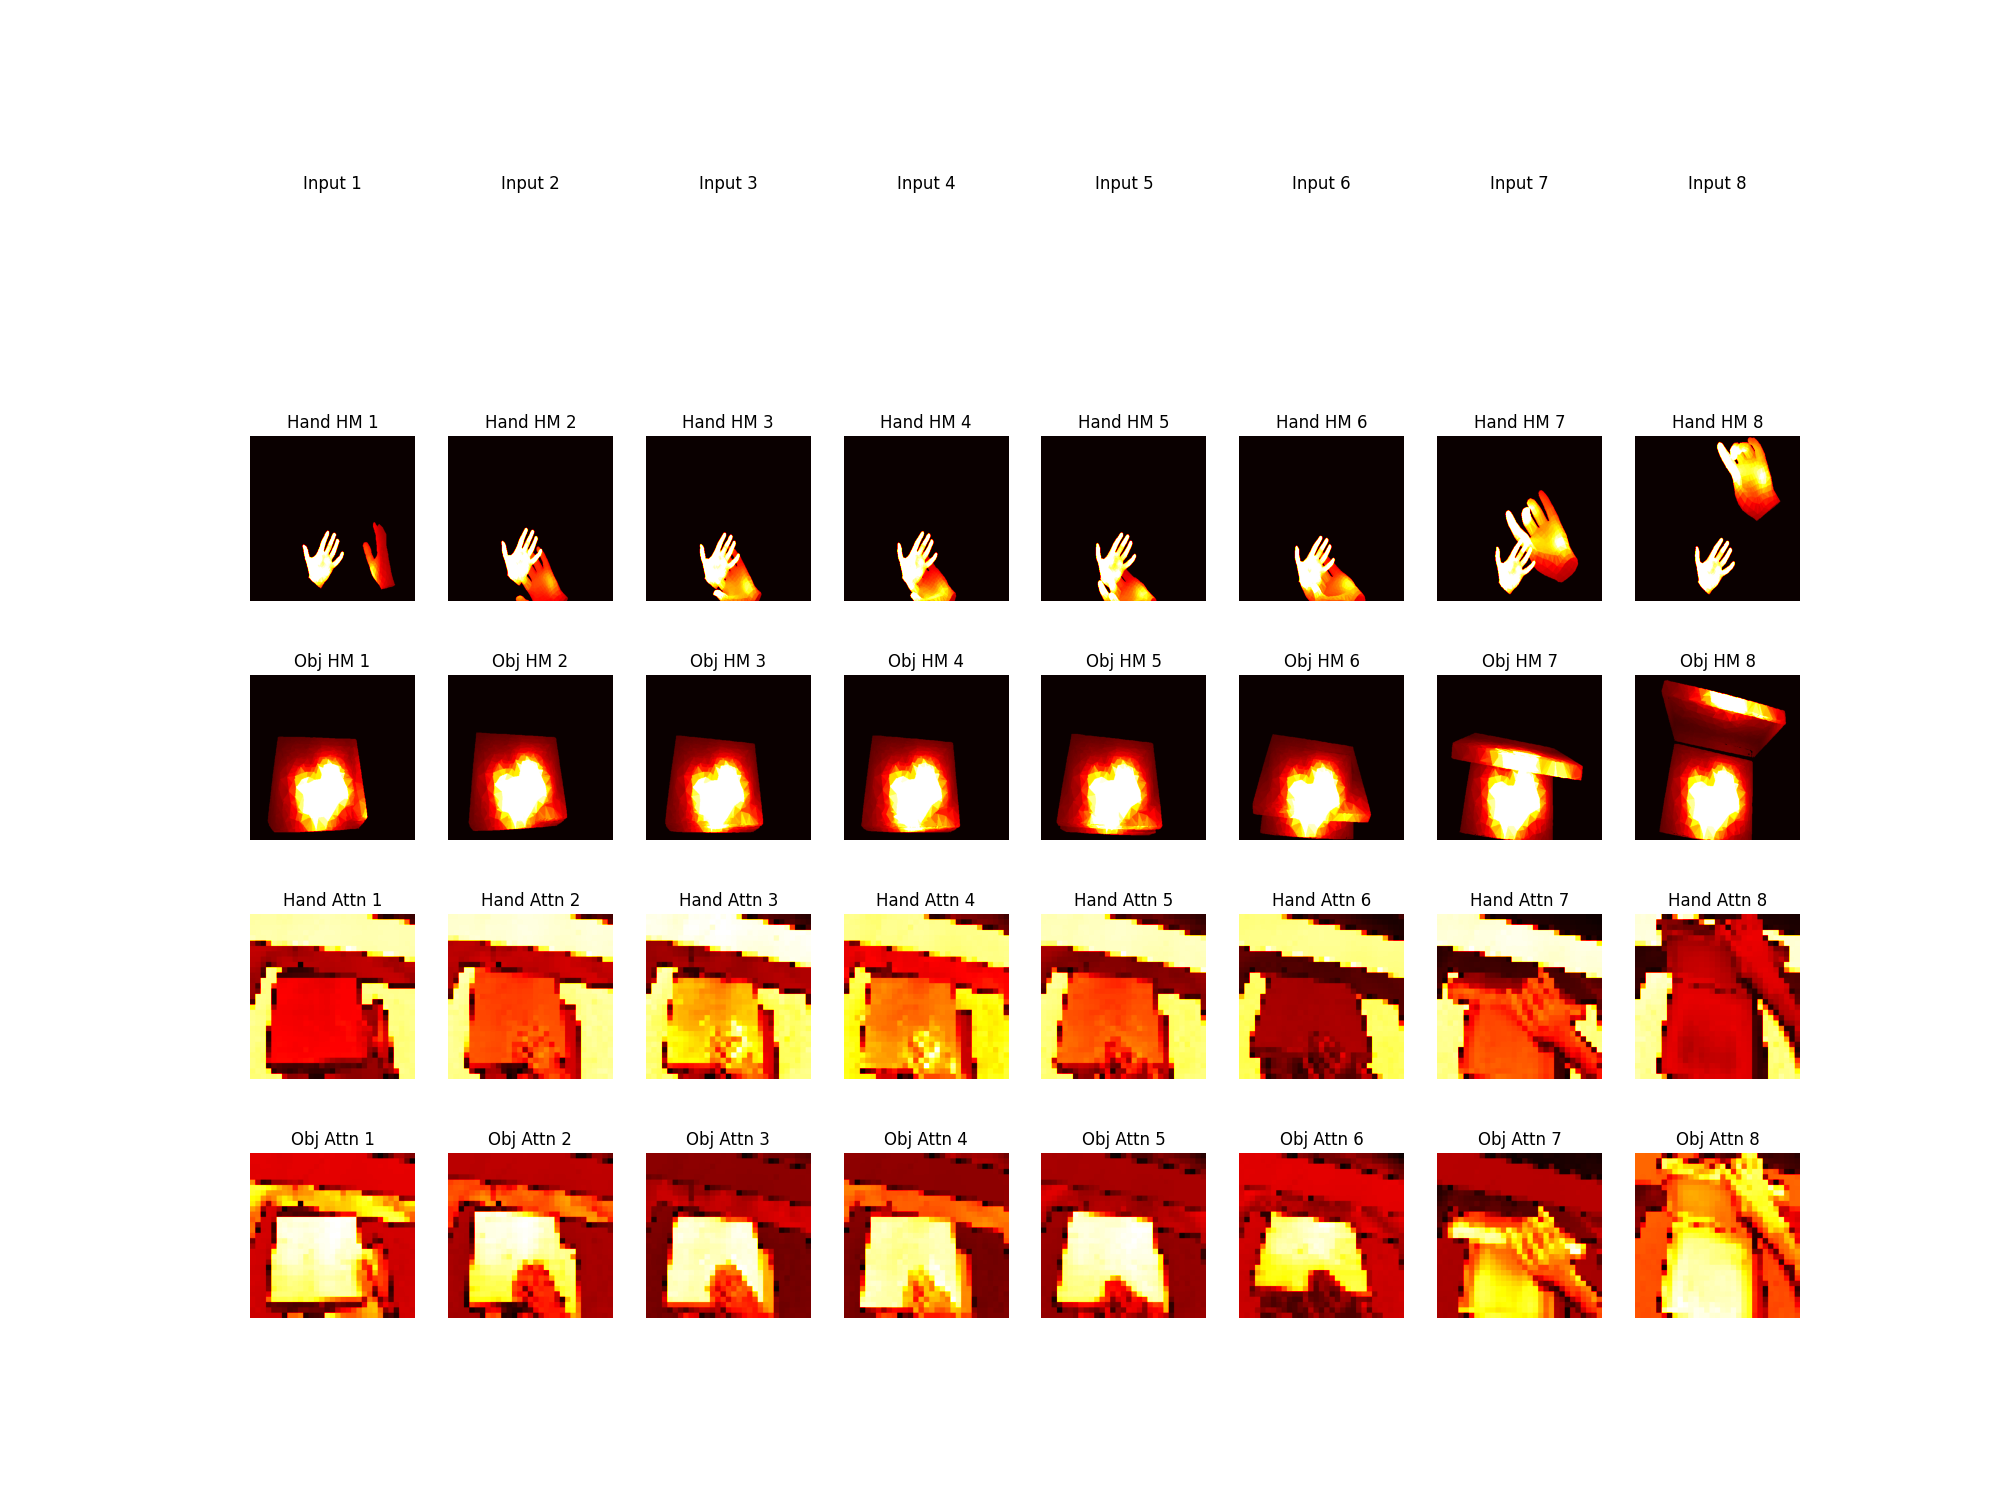 Input 1 Input 2 Input 3 Input 4 Input 5 Input 6 Input 7 Input 8
Hand HM 1 Hand HM 2 Hand HM 3 Hand HM 4 Hand HM 5 Hand HM 6 Hand HM 7 Hand HM 8
Obj HM 1 Obj HM 2 Obj HM 3 Obj HM 4 Obj HM 5 Obj HM 6 Obj HM 7 Obj HM 8
Hand Attn 1 Hand Attn 2 Hand Attn 3 Hand Attn 4 Hand Attn 5 Hand Attn 6 Hand Attn 7 Hand Attn 8
Obj Attn 1 Obj Attn 2 Obj Attn 3 Obj Attn 4 Obj Attn 5 Obj Attn 6 Obj Attn 7 Obj Attn 8